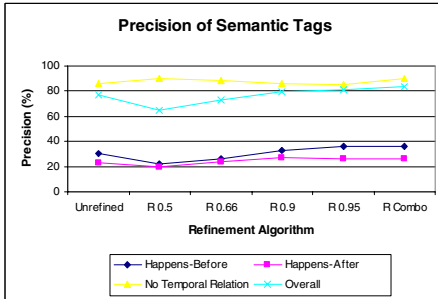 Precision of Semantic Tags
100
80
60
40
20
0
Precision (%)
Unrefined R 0.5 R 0.66 R 0.9 R 0.95 R Combo
Refinement Algorithm
Happens-Before Happens-After
No Temporal Relation Overall